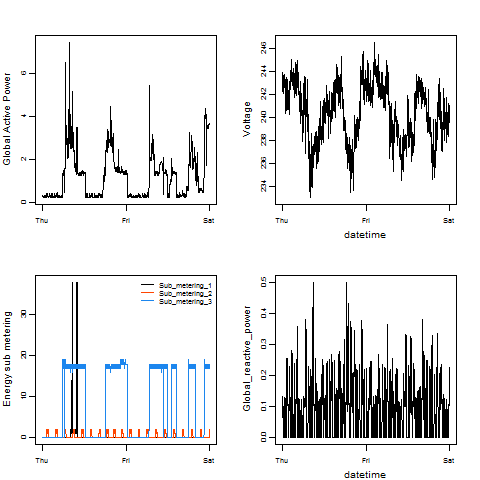 Global Active Power
6
4
2
0
Thu
Fri
Sat
Voltage
246
244
242
240
238
236
234
Thu
Fri
Sat
datetime
Energy sub metering
30
20
10
0
Sub_metering_1
Sub_metering_2
Sub_metering_3
Thu
Fri
Sat
Global_reactive_power
0.5
0.4
0.3
0.2
0.1
0.0
Thu
Fri
Sat
datetime